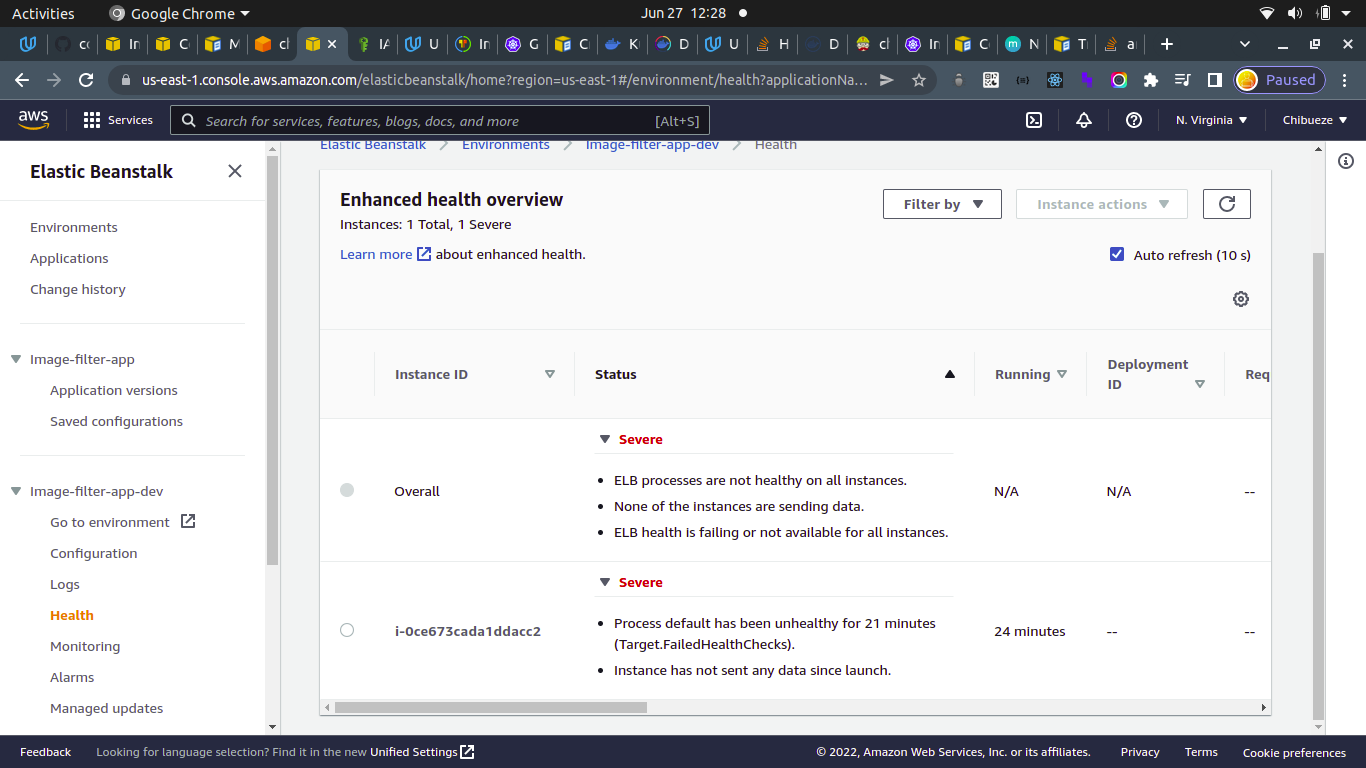 Activities
Google Chrome
Jun 27 12:28
co
In
Co
M
cl
IA
U
In
G
C
K
D
U
H
D
cl
In
Co
N
T
a
us-east-1.console.aws.amazon.com/elasticbeanstalk/home?region=us-east-1#/environment/health?applicationNa...
Paused
aws
Services
Search for services, features, blogs, docs, and more
[Alt+S]
N. Virginia
Chibueze
Elastic Beanstalk
Environments
Applications
Change history
Image-filter-app
Application versions
Saved configurations
Image-filter-app-dev
Go to environment
Configuration
Logs
Health
Monitoring
Alarms
Managed updates
Elastic Beanstalk
Environments
Image-filter-app-dev
Health
Enhanced health overview
Instances: 1 Total, 1 Severe
Learn more about enhanced health.
Filter by
Instance actions
Auto refresh (10 s)
Instance ID
Status
Running
Deployment
ID
Req
Overall
Severe
ELB processes are not healthy on all instances.
None of the instances are sending data.
ELB health is failing or not available for all instances.
N/A
N/A
--
i-0ce673cada1ddacc2
Severe
Process default has been unhealthy for 21 minutes
(Target.FailedHealthChecks).
Instance has not sent any data since launch.
24 minutes
--
--
Feedback
Looking for language selection? Find it in the new Unified Settings
© 2022, Amazon Web Services, Inc. or its affiliates.
Privacy
Terms
Cookie preferences